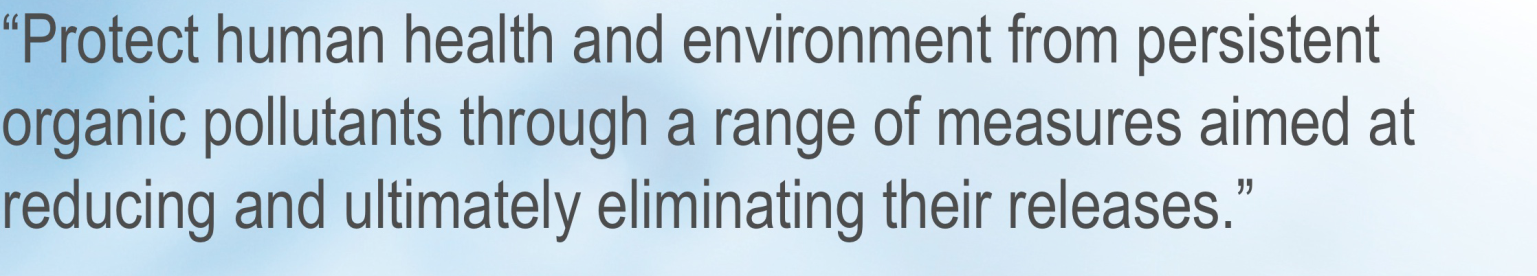 “Protect human health and environment from persistent
organic pollutants through a range of measures aimed at
reducing and ultimately eliminating their releases.”